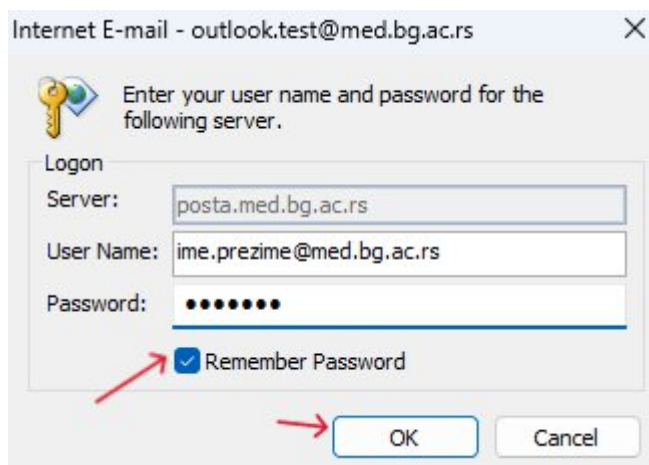 Internet E-mail - outlook.test@med.bg.ac.rs
Enter your user name and password for the
following server.
Logon
Server: posta.med.bg.ac.rs
User Name: ime.prezime@med.bg.ac.rs
Password: •••••••
Remember Password
OK Cancel